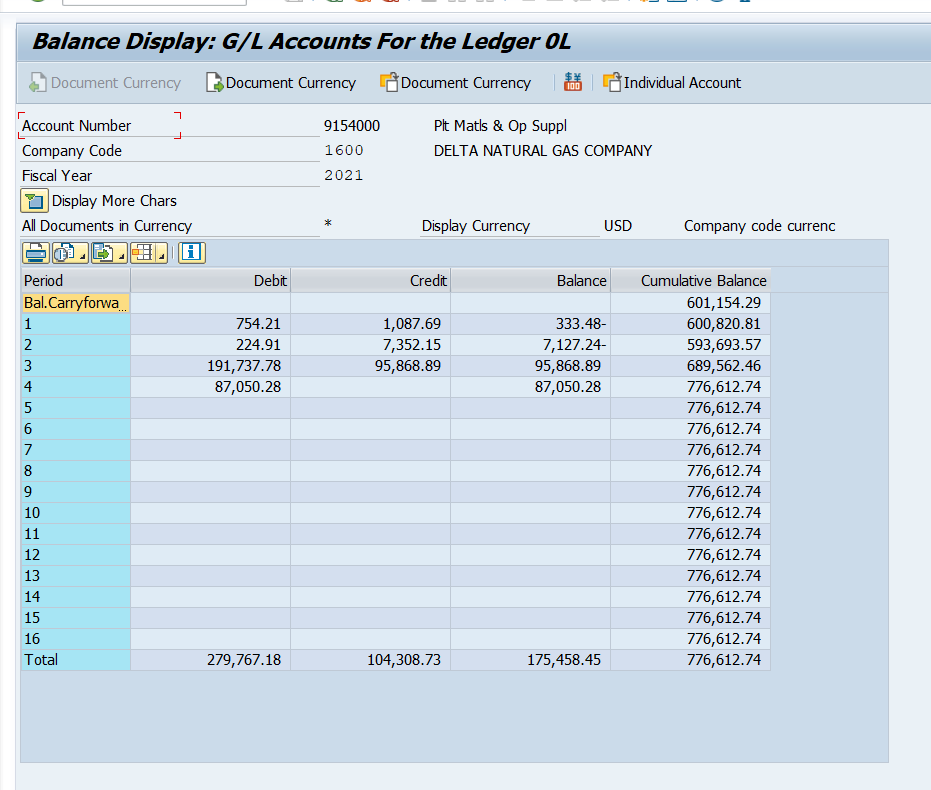 Balance Display: G/L Accounts For the Ledger 0L
Document Currency Document Currency Document Currency Individual Account
Account Number 9154000 Plt Matls & Op Suppl
Company Code 1600 DELTA NATURAL GAS COMPANY
Fiscal Year 2021
Display More Chars
All Documents in Currency * Display Currency USD Company code currenc
Period Debit Credit Balance Cumulative Balance
Bal.Carryforwa... 601,154.29
1 754.21 1,087.69 333.48- 600,820.81
2 224.91 7,352.15 7,127.24- 593,693.57
3 191,737.78 95,868.89 95,868.89 689,562.46
4 87,050.28 87,050.28 776,612.74
5 776,612.74
6 776,612.74
7 776,612.74
8 776,612.74
9 776,612.74
10 776,612.74
11 776,612.74
12 776,612.74
13 776,612.74
14 776,612.74
15 776,612.74
16 776,612.74
Total 279,767.18 104,308.73 175,458.45 776,612.74